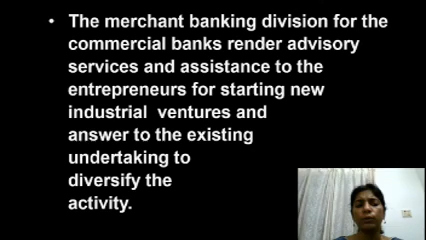 • The merchant banking division for the
commercial banks render advisory
services and assistance to the
entrepreneurs for starting new
industrial ventures and
answer to the existing
undertaking to
diversify the
activity.